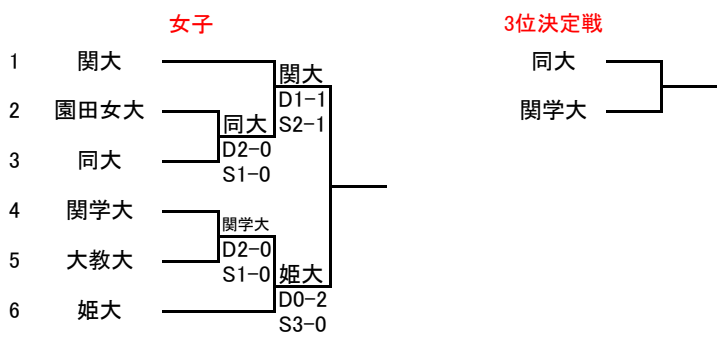 女子
3位決定戦
1 関大
関大
D1-1
S2-1
2 園田女大
同大
D2-0
S1-0
3 同大
4 関学大
関学大
D2-0
S1-0
5 大教大
姫大
D0-2
S3-0
6 姫大
同大
関学大